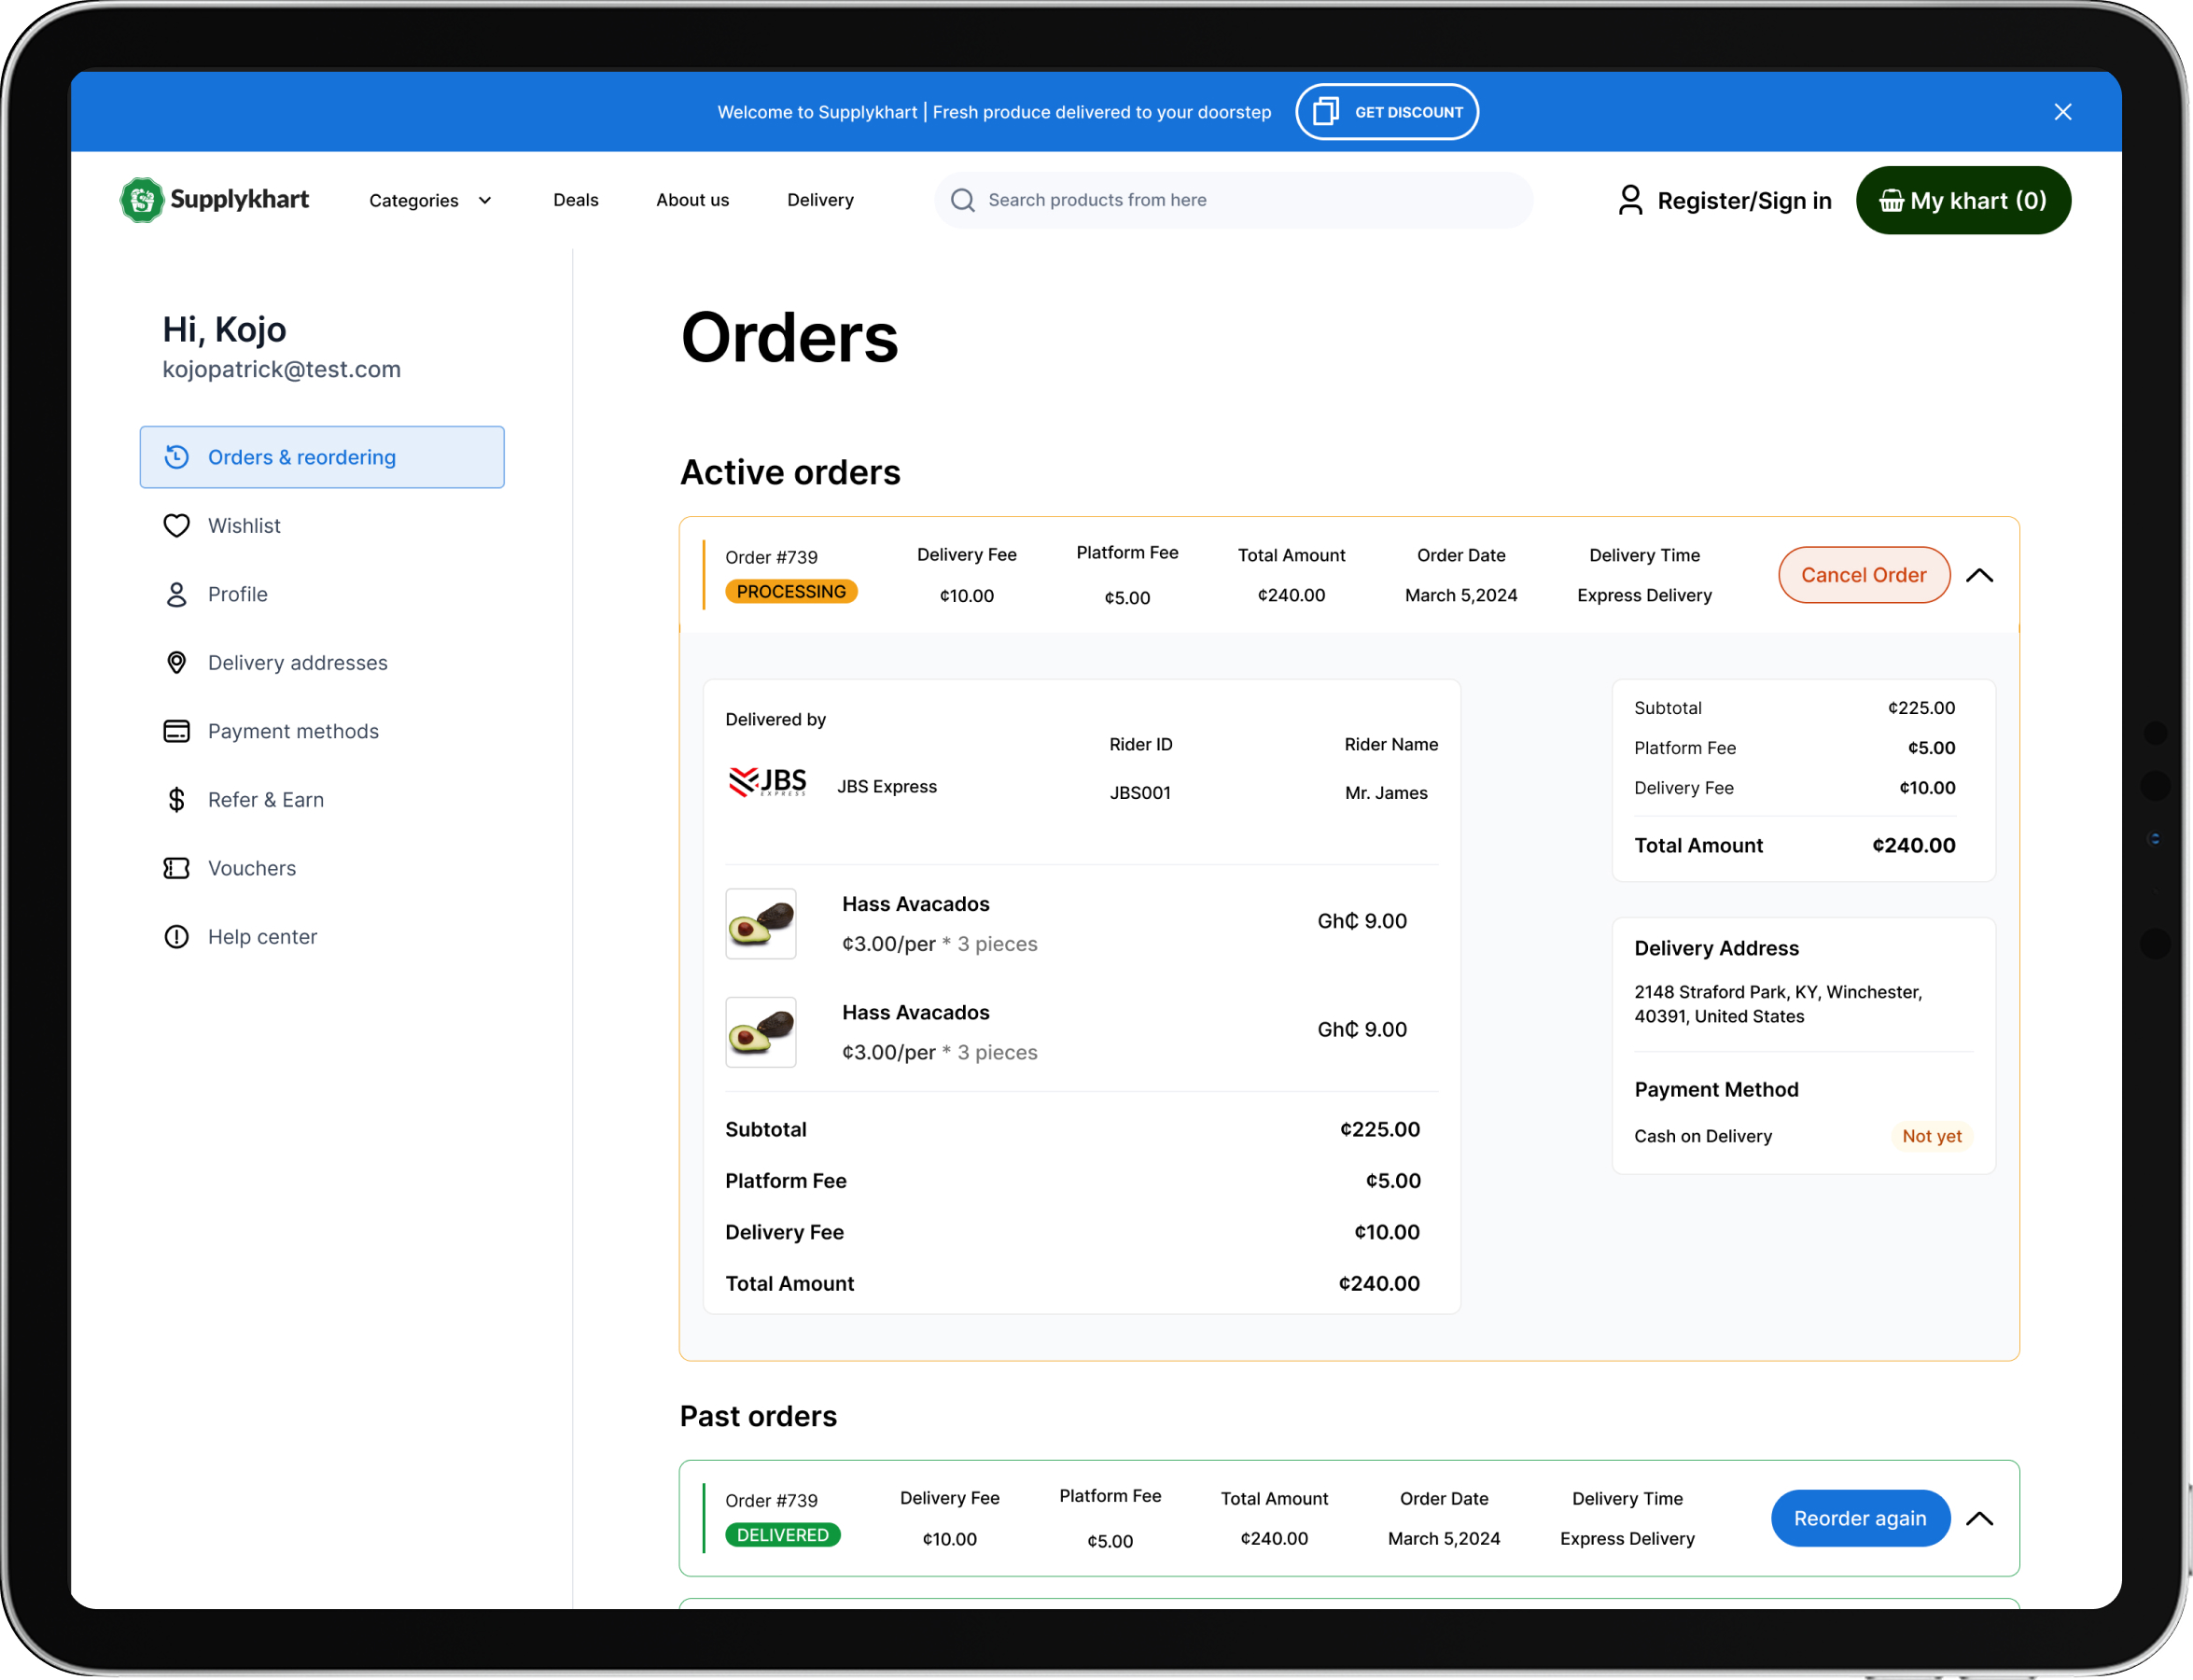 Welcome to Supplykhart | Fresh produce delivered to your doorstep
GET DISCOUNT
Supplykhart
Categories
Deals
About us
Delivery
Search products from here
Register/Sign in
My khart (0)
Hi, Kojo
kojopatrick@test.com
Orders & reordering
Wishlist
Profile
Delivery addresses
Payment methods
Refer & Earn
Vouchers
Help center
Orders
Active orders
Order #739
PROCESSING
Delivery Fee
¢10.00
Platform Fee
¢5.00
Total Amount
¢240.00
Order Date
March 5,2024
Delivery Time
Express Delivery
Cancel Order
Delivered by
JBS
EXPRESS
JBS Express
Rider ID
JBS001
Rider Name
Mr. James
Hass Avacados
¢3.00/per * 3 pieces
Gh₵ 9.00
Hass Avacados
¢3.00/per * 3 pieces
Gh₵ 9.00
Subtotal ¢225.00
Platform Fee ¢5.00
Delivery Fee ¢10.00
Total Amount ¢240.00
Subtotal ¢225.00
Platform Fee ¢5.00
Delivery Fee ¢10.00
Total Amount ¢240.00
Delivery Address
2148 Straford Park, KY, Winchester,
40391, United States
Payment Method
Cash on Delivery Not yet
Past orders
Order #739
DELIVERED
Delivery Fee
¢10.00
Platform Fee
¢5.00
Total Amount
¢240.00
Order Date
March 5,2024
Delivery Time
Express Delivery
Reorder again